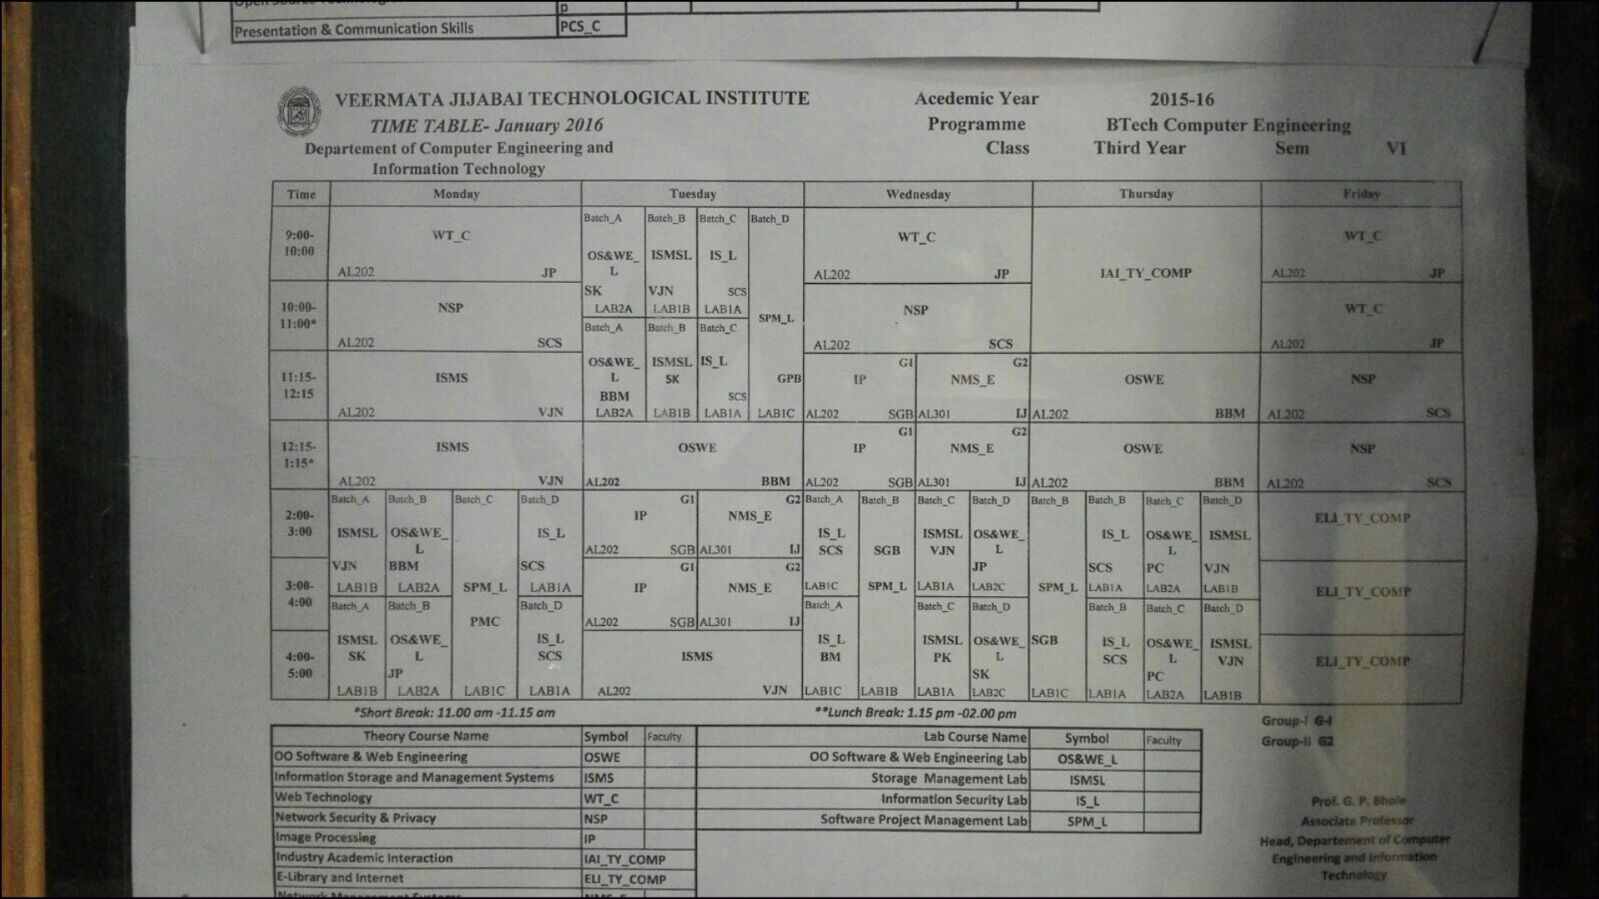 p
Presentation & Communication Skills PCS_C
VEERMATA JIJABAI TECHNOLOGICAL INSTITUTE Acedemic Year 2015-16
TIME TABLE- January 2016 Programme BTech Computer Engineering
Departement of Computer Engineering and Class Third Year Sem VI
Information Technology
Time Monday Tuesday Wednesday Thursday Friday
Batch_A Batch_B Batch_C Batch_D
9:00- WT_C WT_C WT_C
10:00 OS&WE_ ISMSL IS_L IAI_TY_COMP
L
AL202 JP AL202 JP AL202 JP
SK VJN SCS
10:00- NSP LAB2A LAB1B LAB1A NSP WT_C
11:00* Batch_A Batch_B Batch_C SPM_L
AL202 SCS AL202 SCS AL202 JP
11:15- ISMS OS&WE_ ISMSL IS_L G1 G2
12:15 L SK GPB IP NMS_E OSWE NSP
BBM SCS
AL202 VJN LAB2A LAB1B LAB1A LAB1C AL202 SGB AL301 IJ AL202 BBM AL202 SCS
12:15- G1 G2
1:15* ISMS OSWE IP NMS_E OSWE NSP
AL202 VJN AL202 BBM AL202 SGB AL301 IJ AL202 BBM AL202 SCS
Batch_A Batch_B Batch_C Batch_D G1 G2 Batch_A Batch_B Batch_C Batch_D Batch_B Batch_B Batch_C Batch_D
2:00- IP NMS_E ELI_TY_COMP
3:00 ISMSL OS&WE_ IS_L IS_L ISMSL OS&WE_ IS_L OS&WE_ ISMSL
L AL202 SGB AL301 IJ SCS SGB VJN L L
VJN BBM SCS G1 G2 JP SCS PC VJN
3:00- LAB1B LAB2A SPM_L LAB1A IP NMS_E LAB1C SPM_L LAB1A LAB2C SPM_L LAB1A LAB2A LAB1B ELI_TY_COMP
4:00 Batch_A Batch_B Batch_D Batch_A Batch_C Batch_D Batch_B Batch_C Batch_D
PMC AL202 SGB AL301 IJ
4:00- ISMSL OS&WE_ IS_L ISMS IS_L ISMSL OS&WE_ SGB IS_L OS&WE_ ISMSL ELI_TY_COMP
5:00 SK L SCS BM PK L SCS L VJN
JP SK PC
LAB1B LAB2A LAB1C LAB1A AL202 VJN LAB1C LAB1B LAB1A LAB2C LAB1C LAB1A LAB2A LAB1B
*Short Break: 11.00 am -11.15 am **Lunch Break: 1.15 pm -02.00 pm
Group-I G-I
Group-II G2
Theory Course Name Symbol Faculty Lab Course Name Symbol Faculty
OO Software & Web Engineering OSWE OO Software & Web Engineering Lab OS&WE_L
Information Storage and Management Systems ISMS Storage Management Lab ISMSL
Web Technology WT_C Information Security Lab IS_L
Network Security & Privacy NSP Software Project Management Lab SPM_L
Image Processing IP
Industry Academic Interaction IAI_TY_COMP
E-Library and Internet ELI_TY_COMP
Network Management Systems NMS_E
Prof. G. P. Bhole
Associate Professor
Head, Departement of Computer
Engineering and Information
Technology